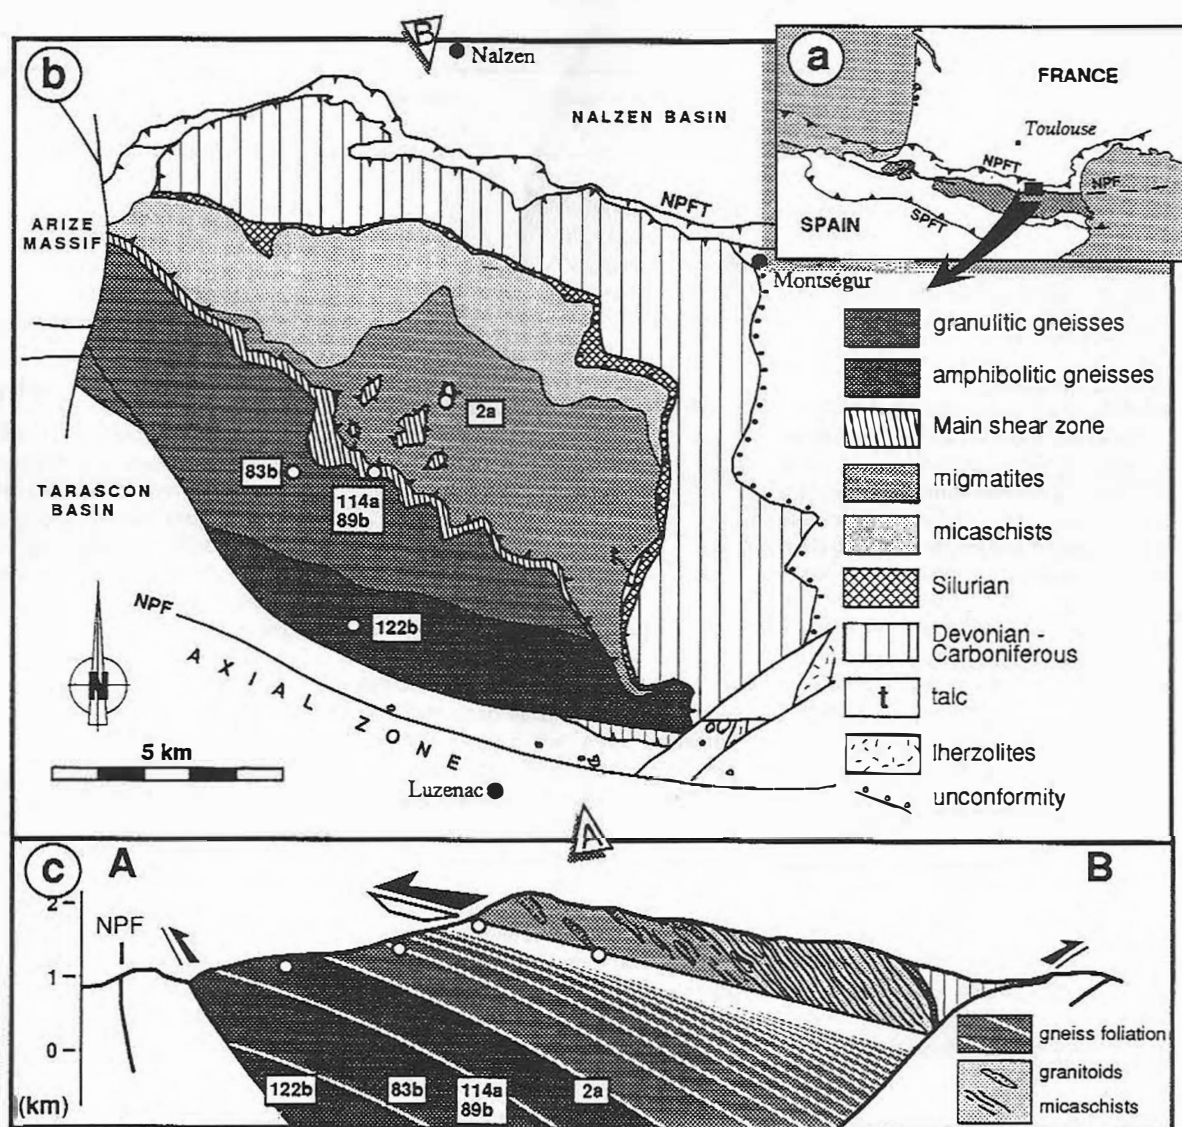 b
B
Nalzen
NALZEN BASIN
ARIZE
MASSIF
NPFT
Montségur
2a
83b
114a
89b
TARASCON
BASIN
122b
NPF
AXIAL ZONE
N
5 km
Luzenac
A
a
FRANCE
Toulouse
NPFT
NPF
SPAIN
SPFT
granulitic gneisses
amphibolitic gneisses
Main shear zone
migmatites
micaschists
Silurian
Devonian -
Carboniferous
t talc
lherzolites
unconformity
c
A
B
2
NPF
1
0
(km)
122b
83b
114a
89b
2a
gneiss foliation
granitoids
micaschists